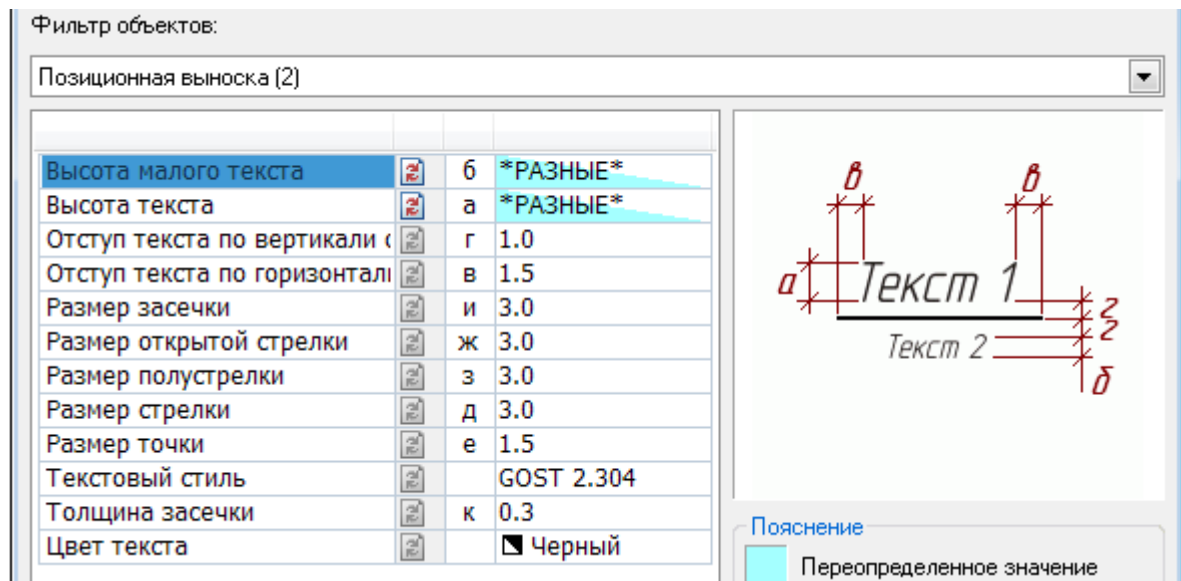 Фильтр объектов:
Позиционная выноска (2)
Высота малого текста б *РАЗНЫЕ*
Высота текста а *РАЗНЫЕ*
Отступ текста по вертикали г 1.0
Отступ текста по в 1.5
Размер засечки и 3.0
Размер открытой стрелки ж 3.0
Размер полустрелки з 3.0
Размер стрелки д 3.0
Размер точки е 1.5
Текстовый стиль GOST 2.304
Толщина засечки к 0.3
Цвет текста Черный
в в
а Текст 1 г
Текст 2 г
б
Пояснение
Переопределенное значение